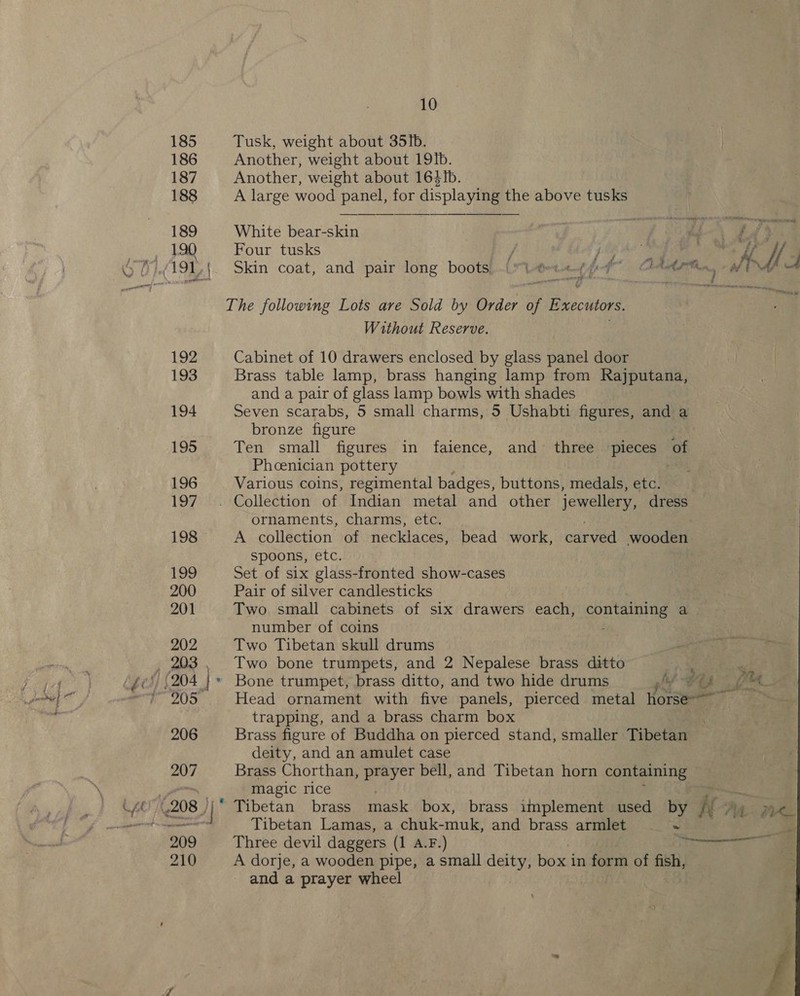 10
185 Tusk, weight about 35lb.
186 Another, weight about 19lb.
187 Another, weight about 16½lb.
188 A large wood panel, for displaying the above tusks
189 White bear-skin
190 Four tusks
191 Skin coat, and pair long boots
The following Lots are Sold by Order of Executors.
Without Reserve.
192 Cabinet of 10 drawers enclosed by glass panel door
193 Brass table lamp, brass hanging lamp from Rajputana,
and a pair of glass lamp bowls with shades
194 Seven scarabs, 5 small charms, 5 Ushabti figures, and a
bronze figure
195 Ten small figures in faience, and three pieces of
Phœnician pottery
196 Various coins, regimental badges, buttons, medals, etc.
197 Collection of Indian metal and other jewellery, dress
ornaments, charms, etc.
198 A collection of necklaces, bead work, carved wooden
spoons, etc.
199 Set of six glass-fronted show-cases
200 Pair of silver candlesticks
201 Two small cabinets of six drawers each, containing a
number of coins
202 Two Tibetan skull drums
203 Two bone trumpets, and 2 Nepalese brass ditto
204 * Bone trumpet, brass ditto, and two hide drums
205 Head ornament with five panels, pierced metal horse
trapping, and a brass charm box
206 Brass figure of Buddha on pierced stand, smaller Tibetan
deity, and an amulet case
207 Brass Chorthan, prayer bell, and Tibetan horn containing
magic rice
208 * Tibetan brass mask box, brass implement used by
Tibetan Lamas, a chuk-muk, and brass armlet
209 Three devil daggers (1 A.F.)
210 A dorje, a wooden pipe, a small deity, box in form of fish,
and a prayer wheel